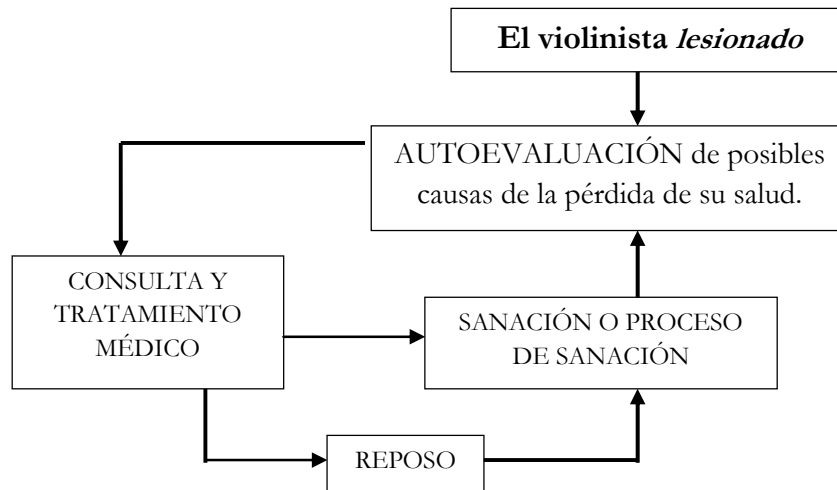 El violinista lesionado
AUTOEVALUACIÓN de posibles
causas de la pérdida de su salud.
CONSULTA Y
TRATAMIENTO
MÉDICO
SANACIÓN O PROCESO
DE SANACIÓN
REPOSO